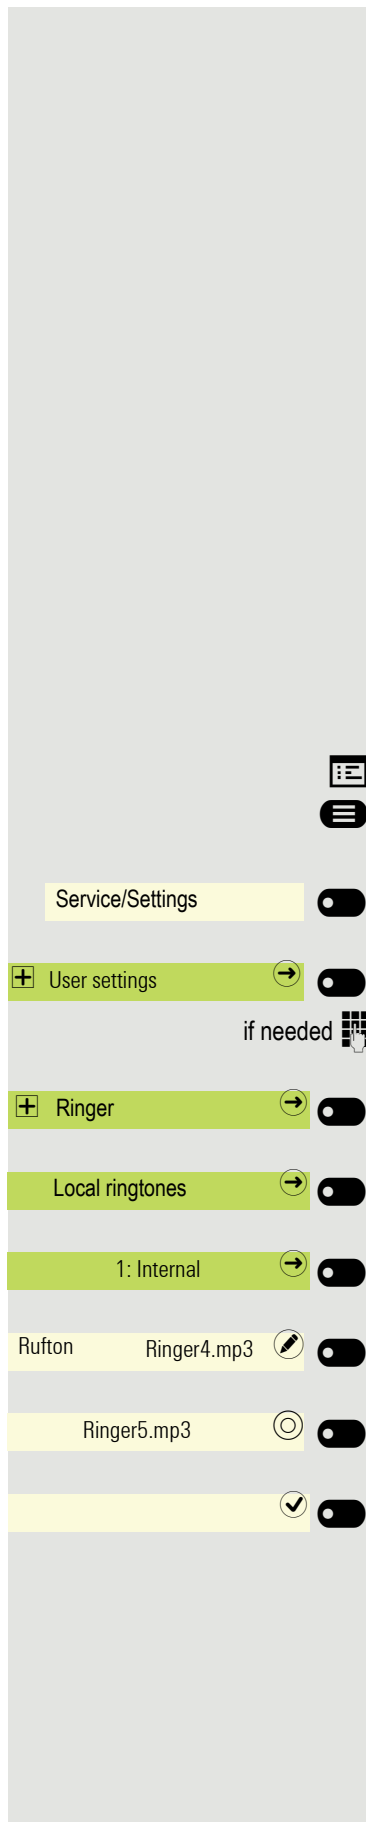 Service/Settings
User settings
if needed
Ringer
Local ringtones
1: Internal
Rufton Ringer4.mp3
Ringer5.mp3